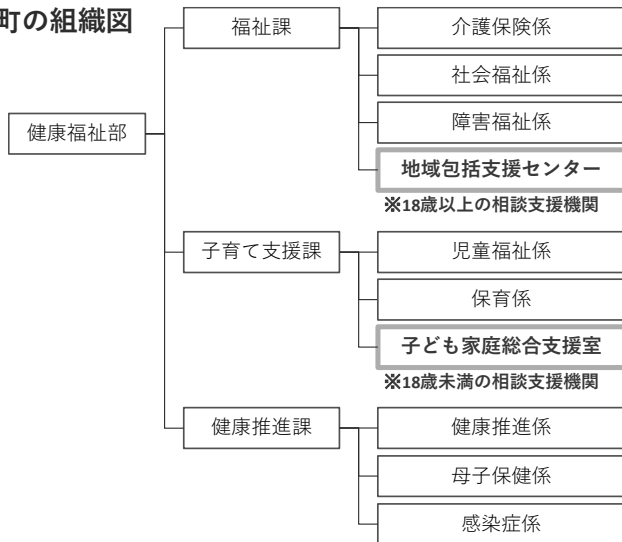 町の組織図
健康福祉部
福祉課
介護保険係
社会福祉係
障害福祉係
地域包括支援センター
※18歳以上の相談支援機関
子育て支援課
児童福祉係
保育係
子ども家庭総合支援室
※18歳未満の相談支援機関
健康推進課
健康推進係
母子保健係
感染症係